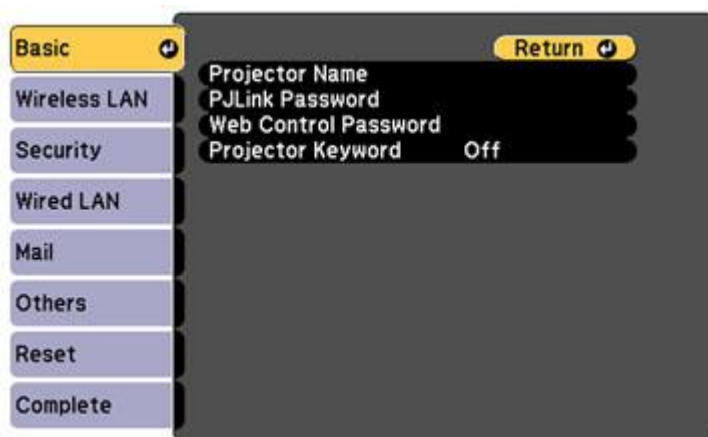 Basic
Wireless LAN
Security
Wired LAN
Mail
Others
Reset
Complete
Return
Projector Name
PJLink Password
Web Control Password
Projector Keyword Off